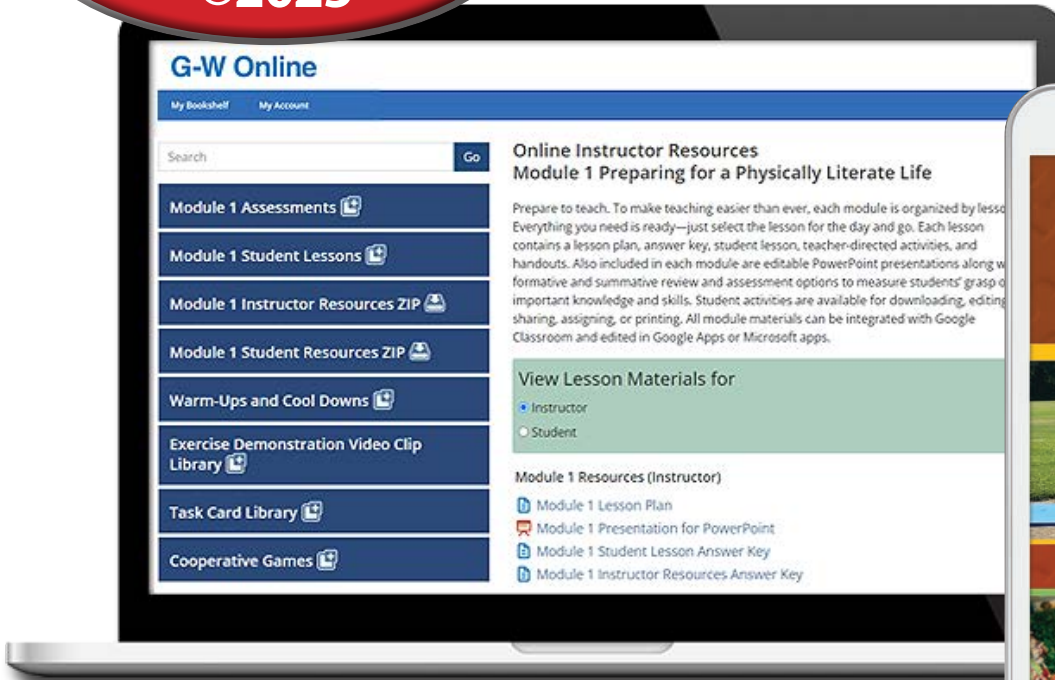 G-W Online
My Bookshelf My Account
Search Go
Module 1 Assessments
Module 1 Student Lessons
Module 1 Instructor Resources ZIP
Module 1 Student Resources ZIP
Warm-Ups and Cool Downs
Exercise Demonstration Video Clip
Library
Task Card Library
Cooperative Games
Online Instructor Resources
Module 1 Preparing for a Physically Literate Life
Prepare to teach. To make teaching easier than ever, each module is organized by lesso
Everything you need is ready—just select the lesson for the day and go. Each lesson
contains a lesson plan, answer key, student lesson, teacher-directed activities, and
handouts. Also included in each module are editable PowerPoint presentations along w
formative and summative review and assessment options to measure students' grasp o
important knowledge and skills. Student activities are available for downloading, editing
sharing, assigning, or printing. All module materials can be integrated with Google
Classroom and edited in Google Apps or Microsoft apps.
View Lesson Materials for
Instructor
Student
Module 1 Resources (Instructor)
Module 1 Lesson Plan
Module 1 Presentation for PowerPoint
Module 1 Student Lesson Answer Key
Module 1 Instructor Resources Answer Key